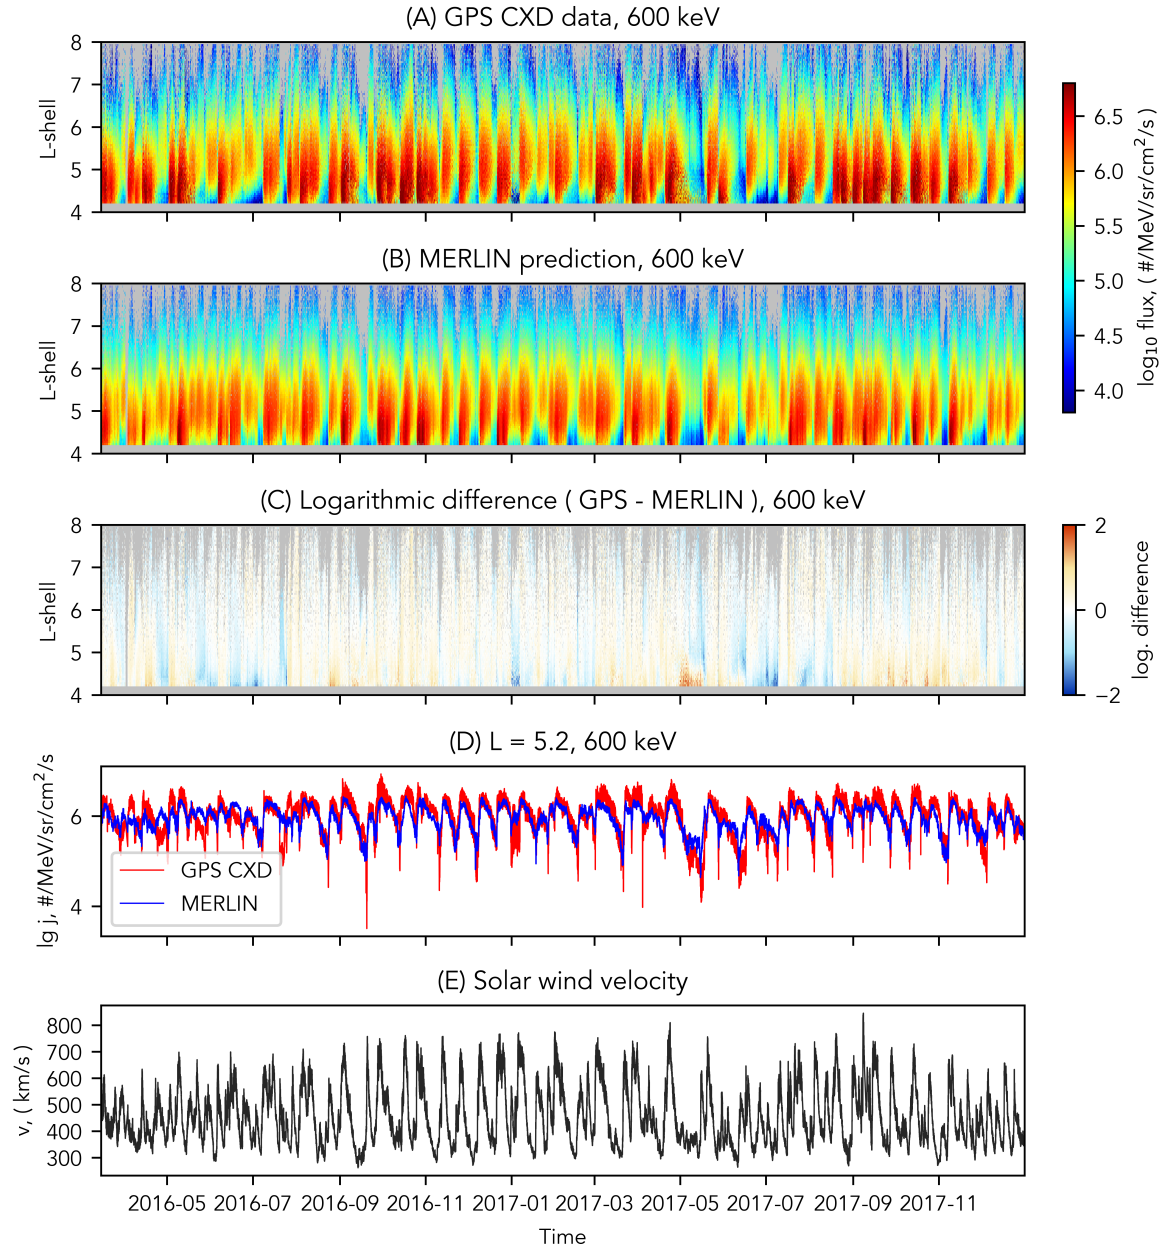 (A) GPS CXD data, 600 keV
8
7
6
5
4
L-shell
6.5
6.0
5.5
5.0
4.5
4.0
log₁₀ flux, ( #/MeV/sr/cm²/s )
(B) MERLIN prediction, 600 keV
8
7
6
5
4
L-shell
(C) Logarithmic difference ( GPS - MERLIN ), 600 keV
8
7
6
5
4
L-shell
2
0
−2
log. difference
(D) L = 5.2, 600 keV
6
4
lg j, #/MeV/sr/cm²/s
GPS CXD
MERLIN
(E) Solar wind velocity
800
700
600
500
400
300
v, ( km/s )
2016-05 2016-07 2016-09 2016-11 2017-01 2017-03 2017-05 2017-07 2017-09 2017-11
Time